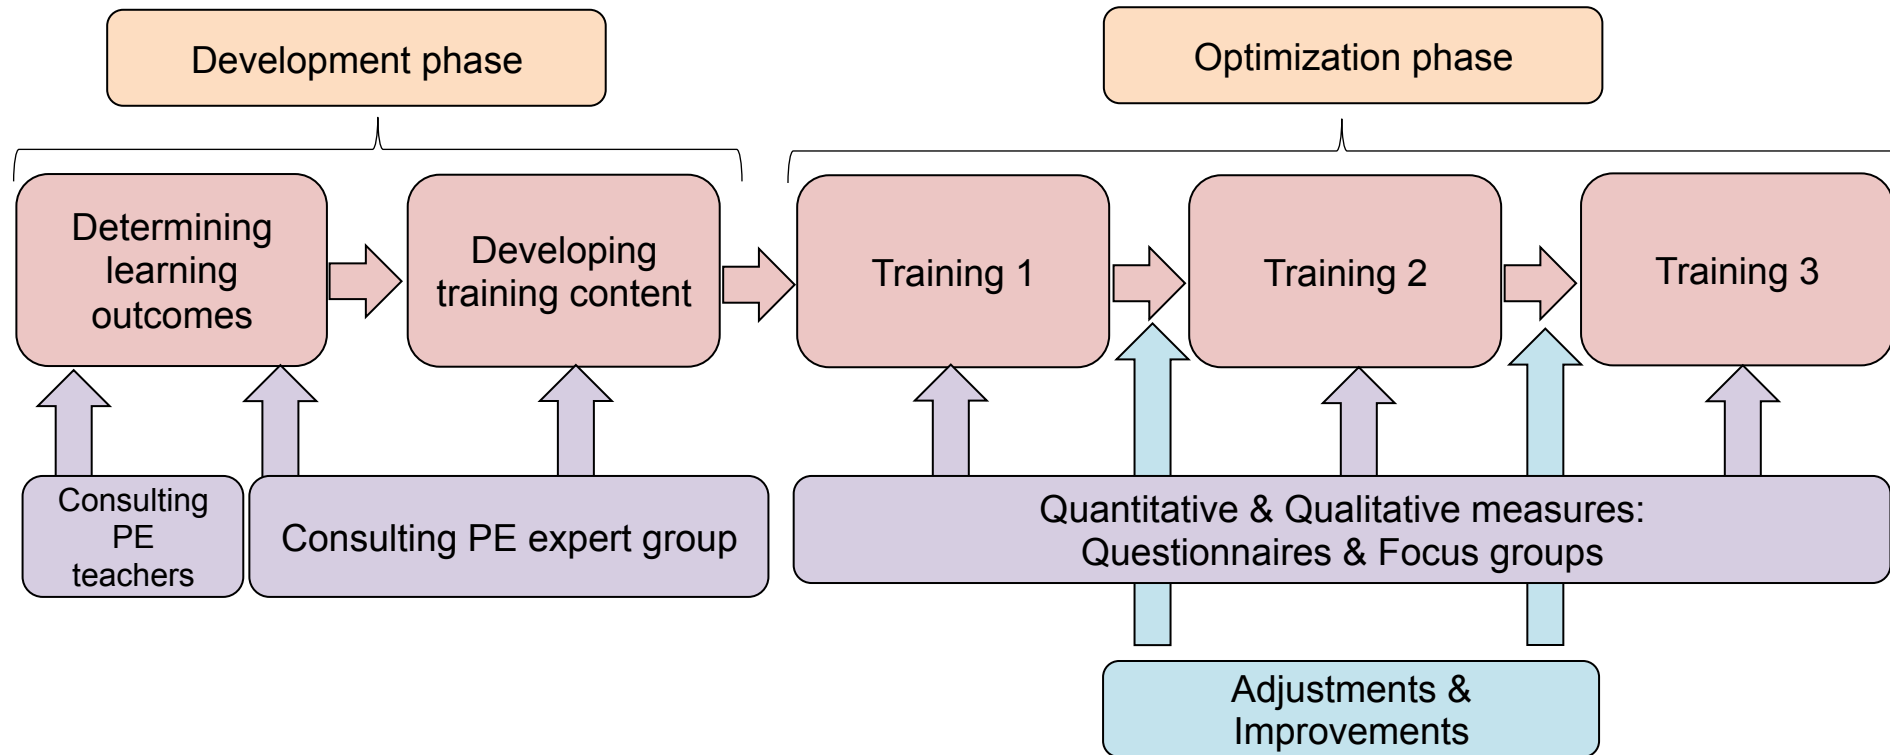 Development phase
Optimization phase
Determining
learning
outcomes
Developing
training content
Training 1
Training 2
Training 3
Consulting
PE
teachers
Consulting PE expert group
Quantitative & Qualitative measures:
Questionnaires & Focus groups
Adjustments &
Improvements